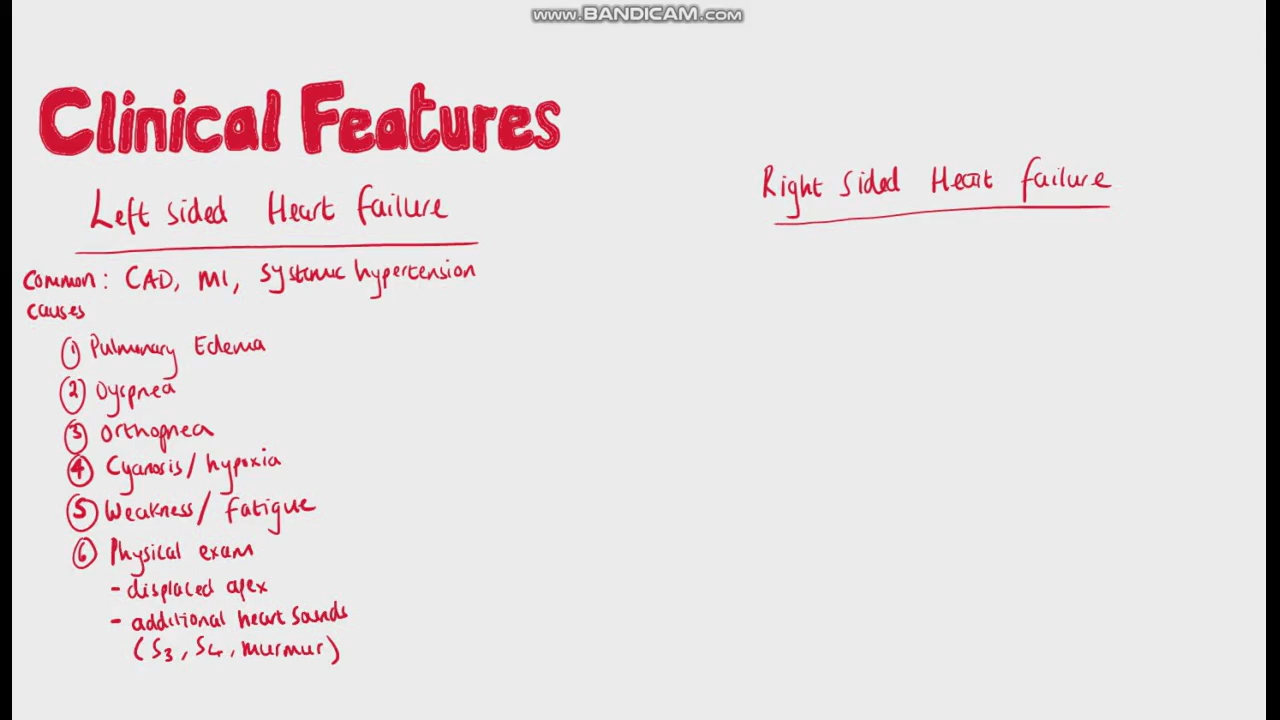 www.BANDICAM.com
Clinical Features
Left sided Heart failure
Common: CAD, MI, systemic hypertension
causes
① Pulmonary Edema
② Dyspnea
③ Orthopnea
④ Cyanosis/hypoxia
⑤ Weakness/fatigue
⑥ Physical exam
- displaced apex
- additional heart sounds
(S3, S4, murmur)
Right sided Heart failure